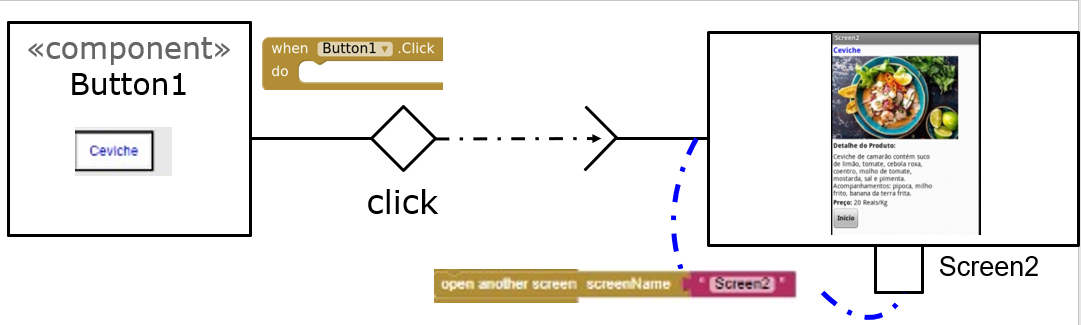 «component»
Button1
Ceviche
when Button1 .Click
do
click
open another screen screenName " Screen2 "
Screen2
Ceviche
Detalhe do Produto:
Ceviche de camarão contém suco
de limão, tomate, cebola roxa,
coentro, molho de tomate,
mostarda, sal e pimenta.
Acompanhamentos: pipoca, milho
frito, banana da terra frita.
Preço: 20 Reais/Kg
Início
Screen2